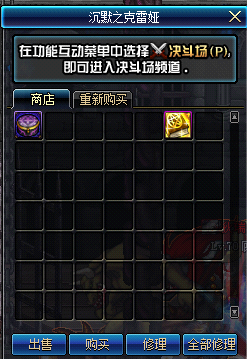 沉默之克雷娅
在功能互动菜单中选择 决斗场(P),
即可进入决斗场频道.
商店 重新购买
出售 购买 修理 全部修理